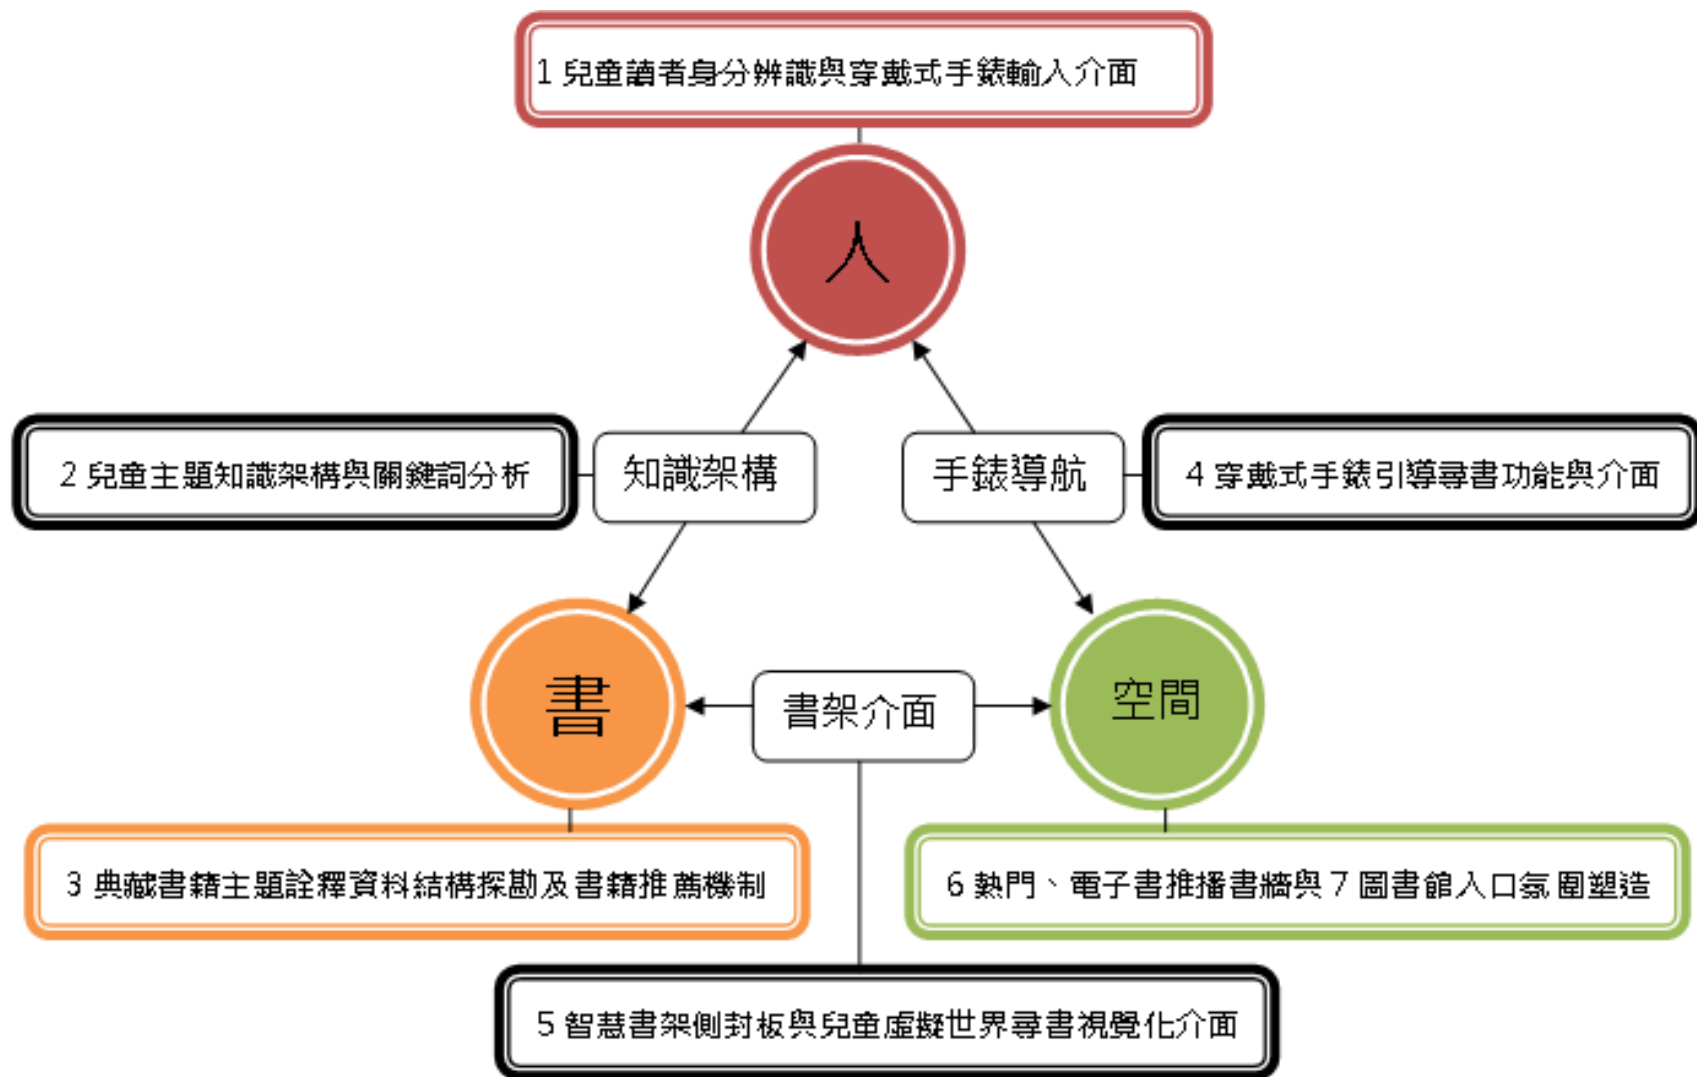 1 兒童讀者身分辨識與穿戴式手錶輸入介面
人
2 兒童主題知識架構與關鍵詞分析
知識架構
手錶導航
4 穿戴式手錶引導尋書功能與介面
書
書架介面
空間
3 典藏書籍主題詮釋資料結構探勘及書籍推薦機制
6 熱門、電子書推播書牆與 7 圖書館入口氛圍塑造
5 智慧書架側封板與兒童虛擬世界尋書視覺化介面